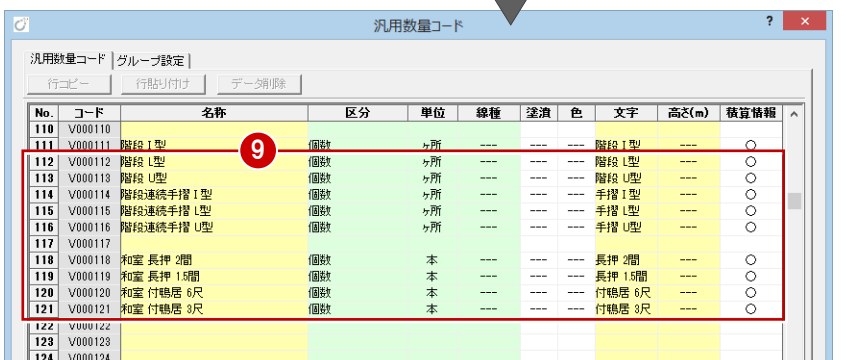 汎用数量コード
? ×
汎用数量コード グループ設定
行コピー 行貼り付け データ削除
No. コード 名称 区分 単位 線種 塗潰 色 文字 高さ(m) 積算情報
110 V000110
111 V000111 階段 I型 個数 ヶ所 --- --- --- 階段 I型 --- ○
9
112 V000112 階段 L型 個数 ヶ所 --- --- --- 階段 L型 --- ○
113 V000113 階段 U型 個数 ヶ所 --- --- --- 階段 U型 --- ○
114 V000114 階段連続手摺 I型 個数 ヶ所 --- --- --- 手摺 I型 --- ○
115 V000115 階段連続手摺 L型 個数 ヶ所 --- --- --- 手摺 L型 --- ○
116 V000116 階段連続手摺 U型 個数 ヶ所 --- --- --- 手摺 U型 --- ○
117 V000117
118 V000118 和室 長押 2間 個数 本 --- --- --- 長押 2間 --- ○
119 V000119 和室 長押 1.5間 個数 本 --- --- --- 長押 1.5間 --- ○
120 V000120 和室 付鴨居 6尺 個数 本 --- --- --- 付鴨居 6尺 --- ○
121 V000121 和室 付鴨居 3尺 個数 本 --- --- --- 付鴨居 3尺 --- ○
122 V000122
123 V000123
124 V000124